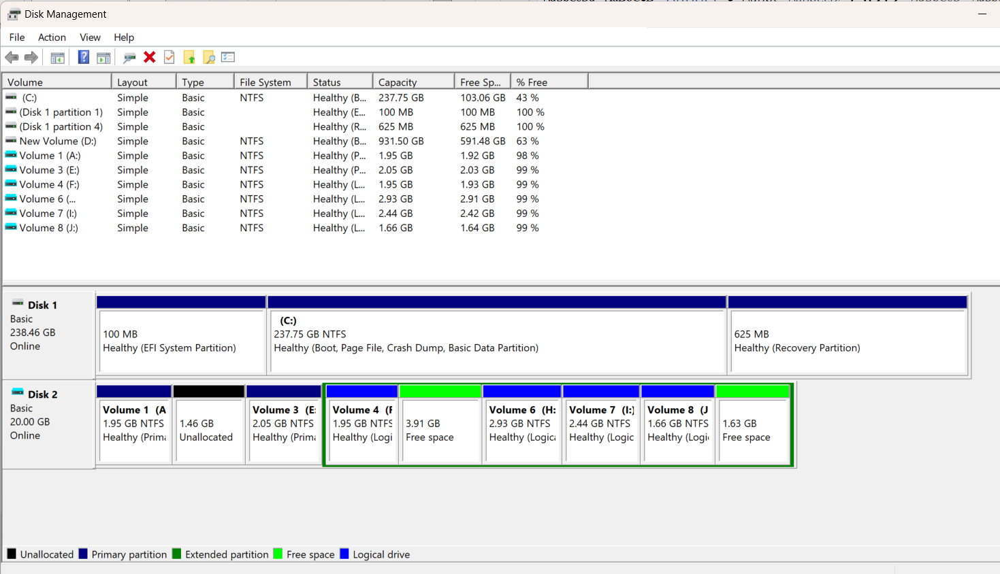 Disk Management
File Action View Help
Volume Layout Type File System Status Capacity Free Sp... % Free
(C:) Simple Basic NTFS Healthy (B... 237.75 GB 103.06 GB 43 %
(Disk 1 partition 1) Simple Basic Healthy (E... 100 MB 100 MB 100 %
(Disk 1 partition 4) Simple Basic Healthy (R... 625 MB 625 MB 100 %
New Volume (D:) Simple Basic NTFS Healthy (B... 931.50 GB 591.48 GB 63 %
Volume 1 (A:) Simple Basic NTFS Healthy (P... 1.95 GB 1.92 GB 98 %
Volume 3 (E:) Simple Basic NTFS Healthy (P... 2.05 GB 2.03 GB 99 %
Volume 4 (F:) Simple Basic NTFS Healthy (L... 1.95 GB 1.93 GB 99 %
Volume 6 (... Simple Basic NTFS Healthy (L... 2.93 GB 2.91 GB 99 %
Volume 7 (I:) Simple Basic NTFS Healthy (L... 2.44 GB 2.42 GB 99 %
Volume 8 (J:) Simple Basic NTFS Healthy (L... 1.66 GB 1.64 GB 99 %
Disk 1
Basic
238.46 GB
Online
100 MB
Healthy (EFI System Partition)
(C:)
237.75 GB NTFS
Healthy (Boot, Page File, Crash Dump, Basic Data Partition)
625 MB
Healthy (Recovery Partition)
Disk 2
Basic
20.00 GB
Online
Volume 1 (A
1.95 GB NTFS
Healthy (Prima
1.46 GB
Unallocated
Volume 3 (E:
2.05 GB NTFS
Healthy (Prima
Volume 4 (F
1.95 GB NTFS
Healthy (Logi
3.91 GB
Free space
Volume 6 (H:
2.93 GB NTFS
Healthy (Logica
Volume 7 (I:)
2.44 GB NTFS
Healthy (Logic
Volume 8 (J
1.66 GB NTFS
Healthy (Logi
1.63 GB
Free space
Unallocated Primary partition Extended partition Free space Logical drive